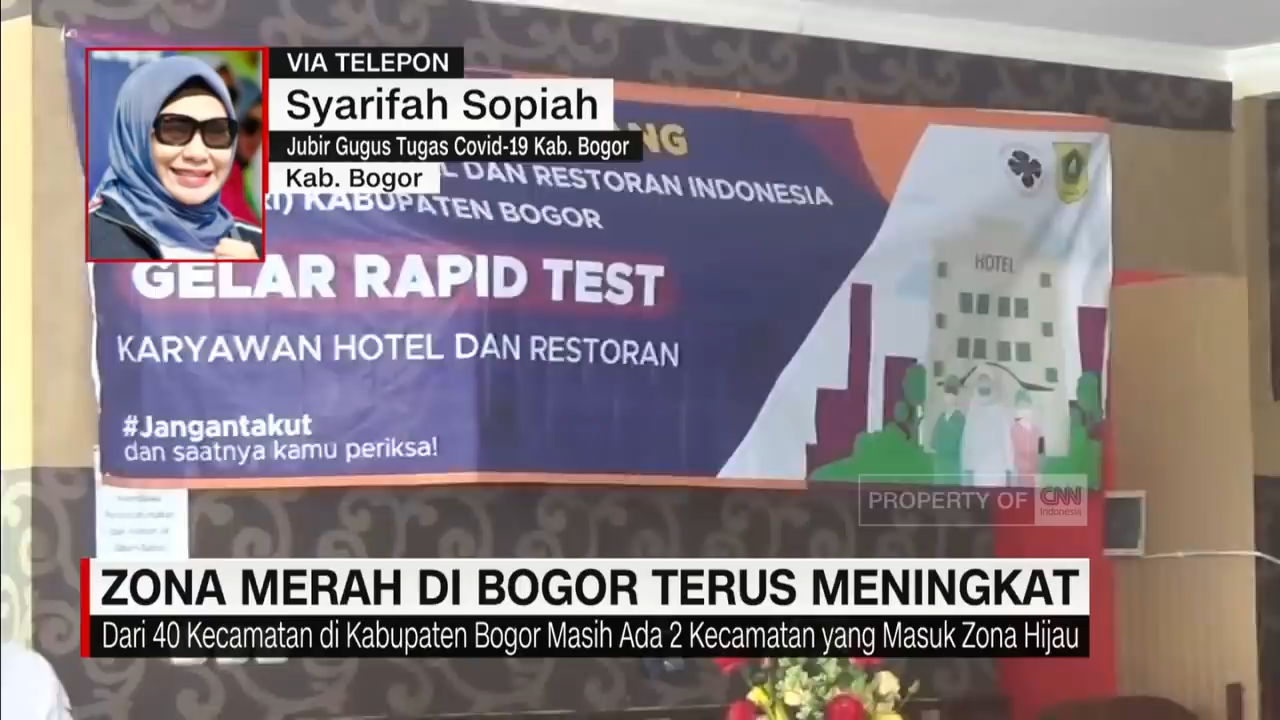 VIA TELEPON
Syarifah Sopiah
Jubir Gugus Tugas Covid-19 Kab. Bogor
Kab. Bogor
L DAN RESTORAN INDONESIA
RI) KABUPATEN BOGOR
GELAR RAPID TEST
KARYAWAN HOTEL DAN RESTORAN
#Jangantakut
dan saatnya kamu periksa!
HOTEL
PROPERTY OF CNN Indonesia
ZONA MERAH DI BOGOR TERUS MENINGKAT
Dari 40 Kecamatan di Kabupaten Bogor Masih Ada 2 Kecamatan yang Masuk Zona Hijau